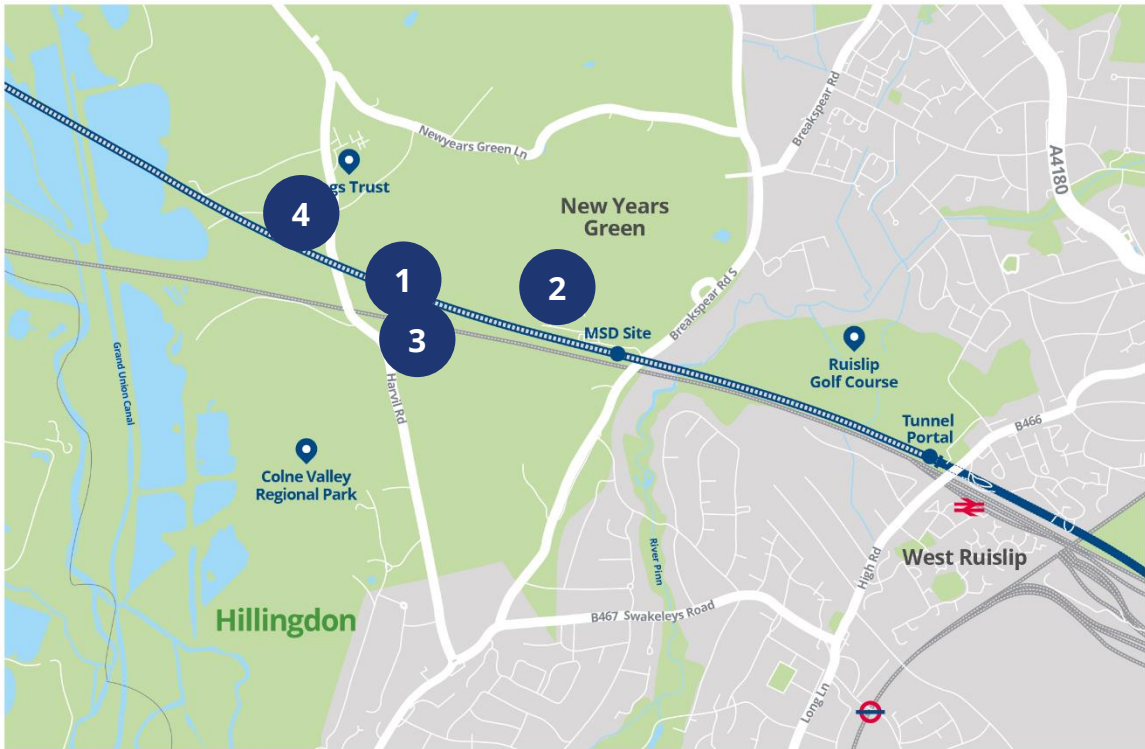 Breakspear Rd
A4180
Newyears Green Ln
gs Trust
4
New Years
Green
1
2
Breakspear Rd S
MSD Site
3
Ruislip
Golf Course
Grand Union Canal
Harvil Rd
Tunnel
Portal
B466
Colne Valley
Regional Park
River Pinn
High Rd
West Ruislip
Hillingdon
B467 Swakeleys Road
Long Ln